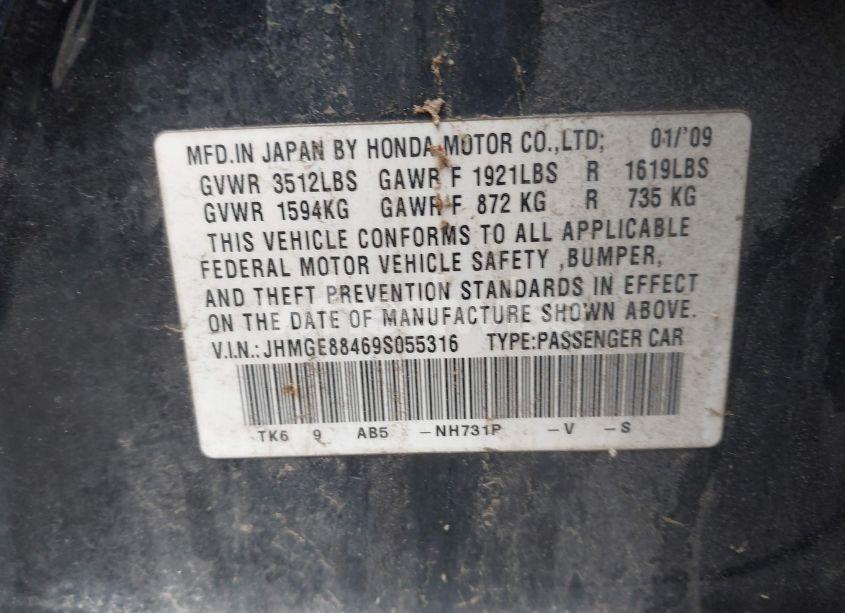 MFD.IN JAPAN BY HONDA MOTOR CO.,LTD; 01/'09
GVWR 3512LBS GAWR F 1921LBS R 1619LBS
GVWR 1594KG GAWR F 872 KG R 735 KG
THIS VEHICLE CONFORMS TO ALL APPLICABLE
FEDERAL MOTOR VEHICLE SAFETY ,BUMPER,
AND THEFT PREVENTION STANDARDS IN EFFECT
ON THE DATE OF MANUFACTURE SHOWN ABOVE.
V.I.N.: JHMGE88469S055316 TYPE:PASSENGER CAR
TK6 9 AB5 -NH731P -V -S